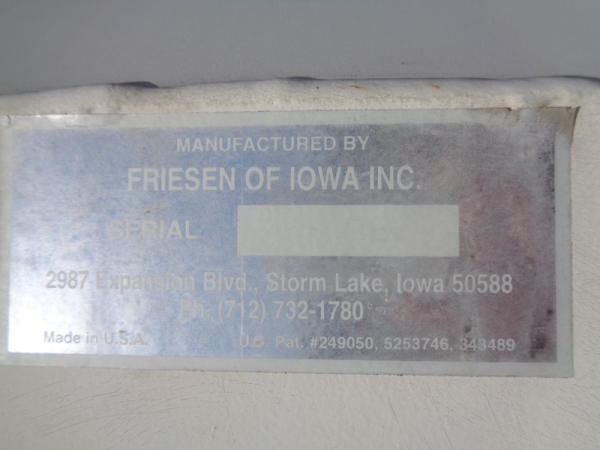 MANUFACTURED BY
FRIESEN OF IOWA INC.
SERIAL
2987 Expansion Blvd., Storm Lake, Iowa 50588
Ph: (712) 732-1780
Made in U.S.A. U.S. Pat. #249050, 5253746, 343489